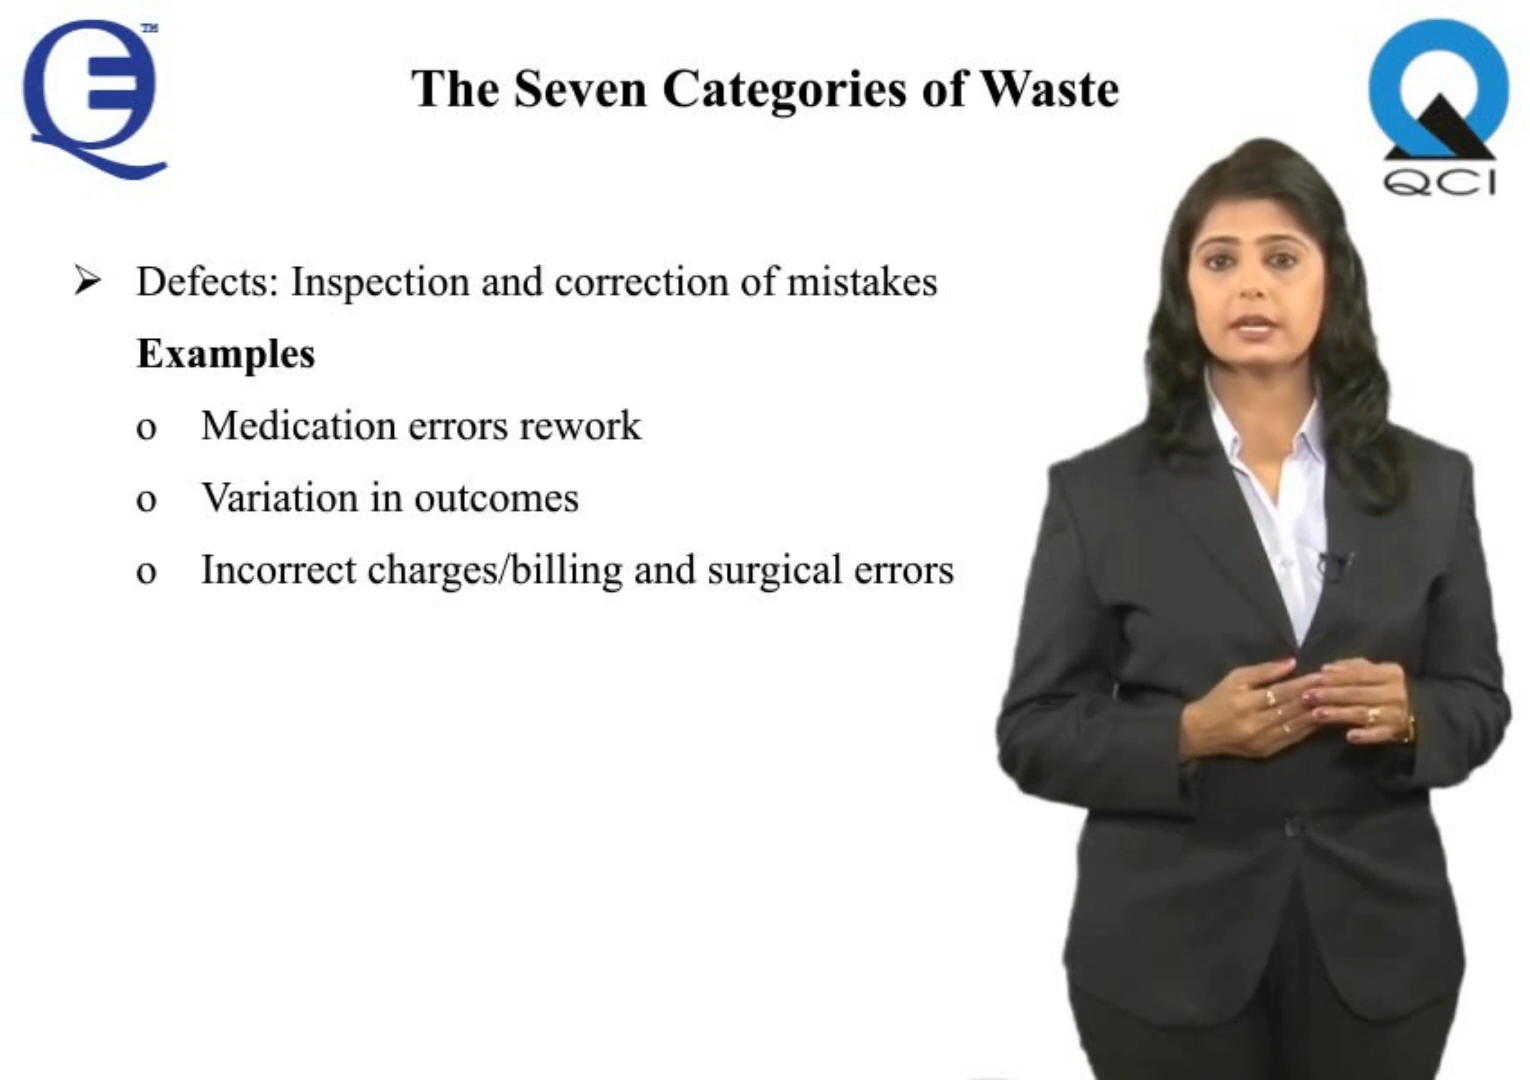 TM
The Seven Categories of Waste
QCI
➢ Defects: Inspection and correction of mistakes
Examples
o Medication errors rework
o Variation in outcomes
o Incorrect charges/billing and surgical errors